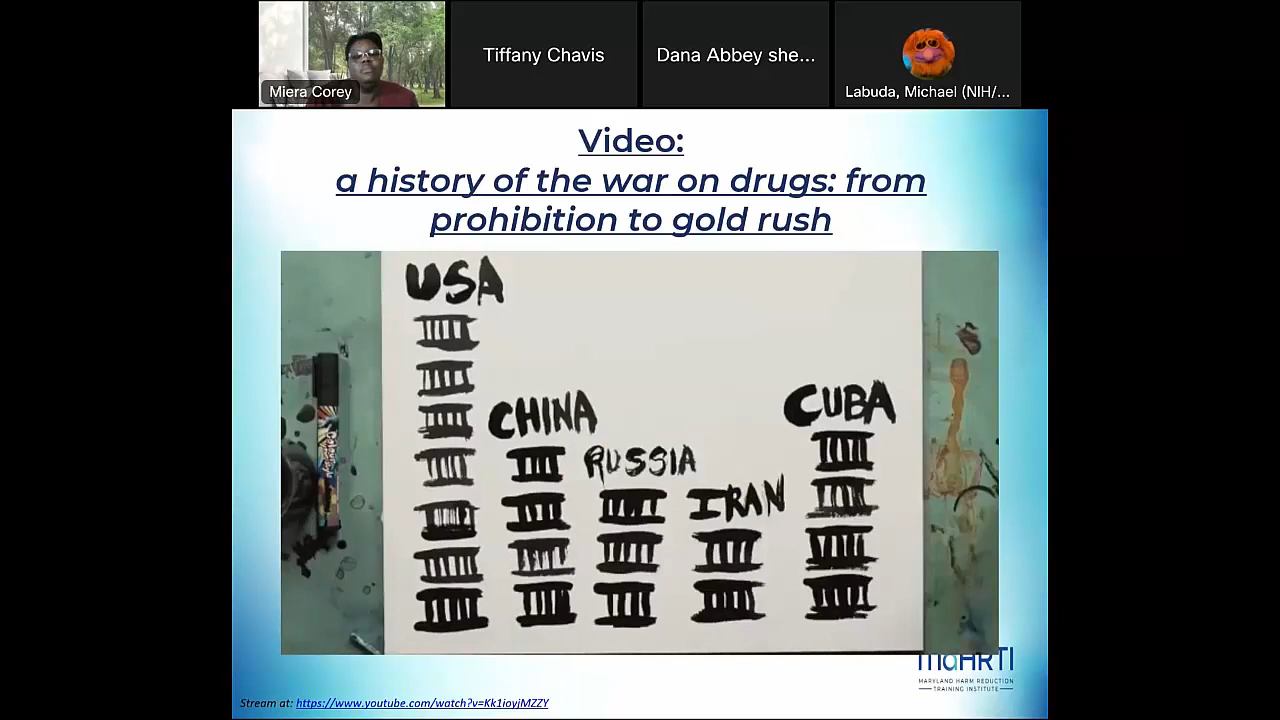 Miera Corey
Tiffany Chavis
Dana Abbey she...
Labuda, Michael (NIH/...
Video:
a history of the war on drugs: from
prohibition to gold rush
USA
CHINA
RUSSIA
IRAN
CUBA
MaHRTI
MARYLAND HARM REDUCTION
TRAINING INSTITUTE
Stream at: https://www.youtube.com/watch?v=Kk1ioyjMZZY